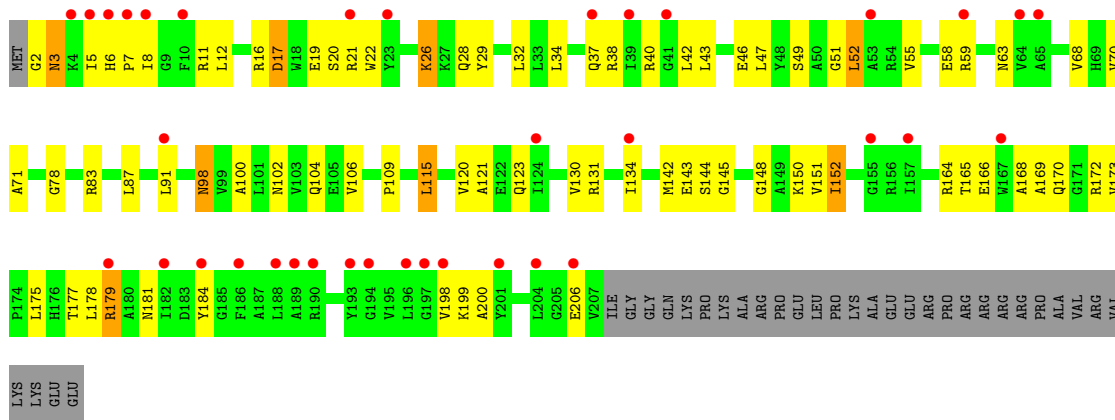 MET G2 N3 K4 I5 H6 P7 I8 G9 F10 R11 L12 R16 D17 W18 E19 S20 R21 W22 Y23 K26 K27 Q28 Y29 L32 L33 L34 Q37 R38 I39 R40 G41 L42 L43 E46 L47 Y48 S49 A50 G51 L52 A53 R54 V55 E58 R59 N63 V64 A65 V68 H69 V70
A71 G78 R83 L87 L91 N98 V99 A100 L101 N102 V103 Q104 E105 V106 P109 L115 V120 A121 E122 Q123 I124 V130 R131 I134 M142 E143 S144 G145 G148 A149 K150 V151 I152 G155 R156 I157 R164 T165 E166 W167 A168 A169 Q170 G171 R172 V173
P174 L175 H176 T177 L178 R179 A180 N181 I182 D183 Y184 G185 F186 A187 L188 A189 R190 Y193 G194 V195 L196 G197 V198 K199 A200 Y201 L204 G205 E206 V207 ILE GLY GLY GLN LYS PRO LYS ALA ARG PRO GLU LEU PRO LYS ALA GLU GLU ARG PRO ARG ARG ARG ARG PRO ALA VAL ARG VAL
LYS LYS GLU GLU